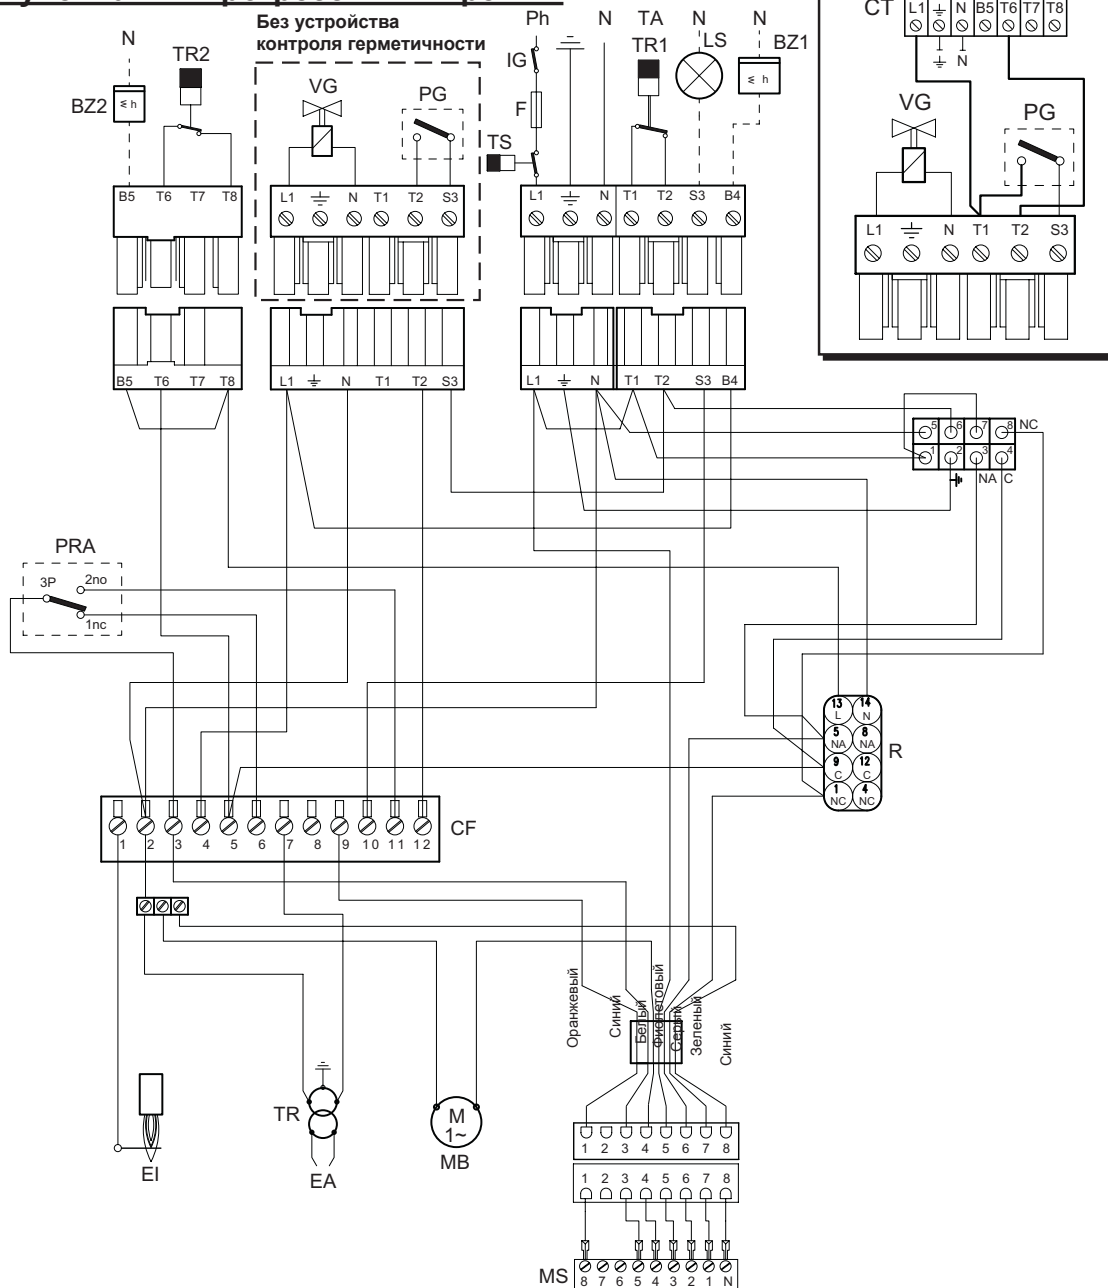 Без устройства
контроля герметичности
N
TR2
BZ2
≤ h
VG
PG
Ph
N
TA
N
N
IG
TR1
LS
BZ1
≤ h
F
TS
CT
L1 N B5 T6 T7 T8
N
VG
PG
L1 N T1 T2 S3
B5 T6 T7 T8
L1 N T1 T2 S3
L1 N T1 T2 S3 B4
B5 T6 T7 T8
L1 N T1 T2 S3
L1 N T1 T2 S3 B4
5 6 7 8 NC
1 2 3 4
NA C
PRA
3P
2no
1nc
13 14
L N
5 8
NA NA
R
9 12
C C
1 4
NC NC
CF
1 2 3 4 5 6 7 8 9 10 11 12
Оранжевый
Синий
Белый
Фиолетовый
Серый
Зеленый
Синий
EI
TR
EA
M
1~
MB
1 2 3 4 5 6 7 8
1 2 3 4 5 6 7 8
MS
8 7 6 5 4 3 2 1 N